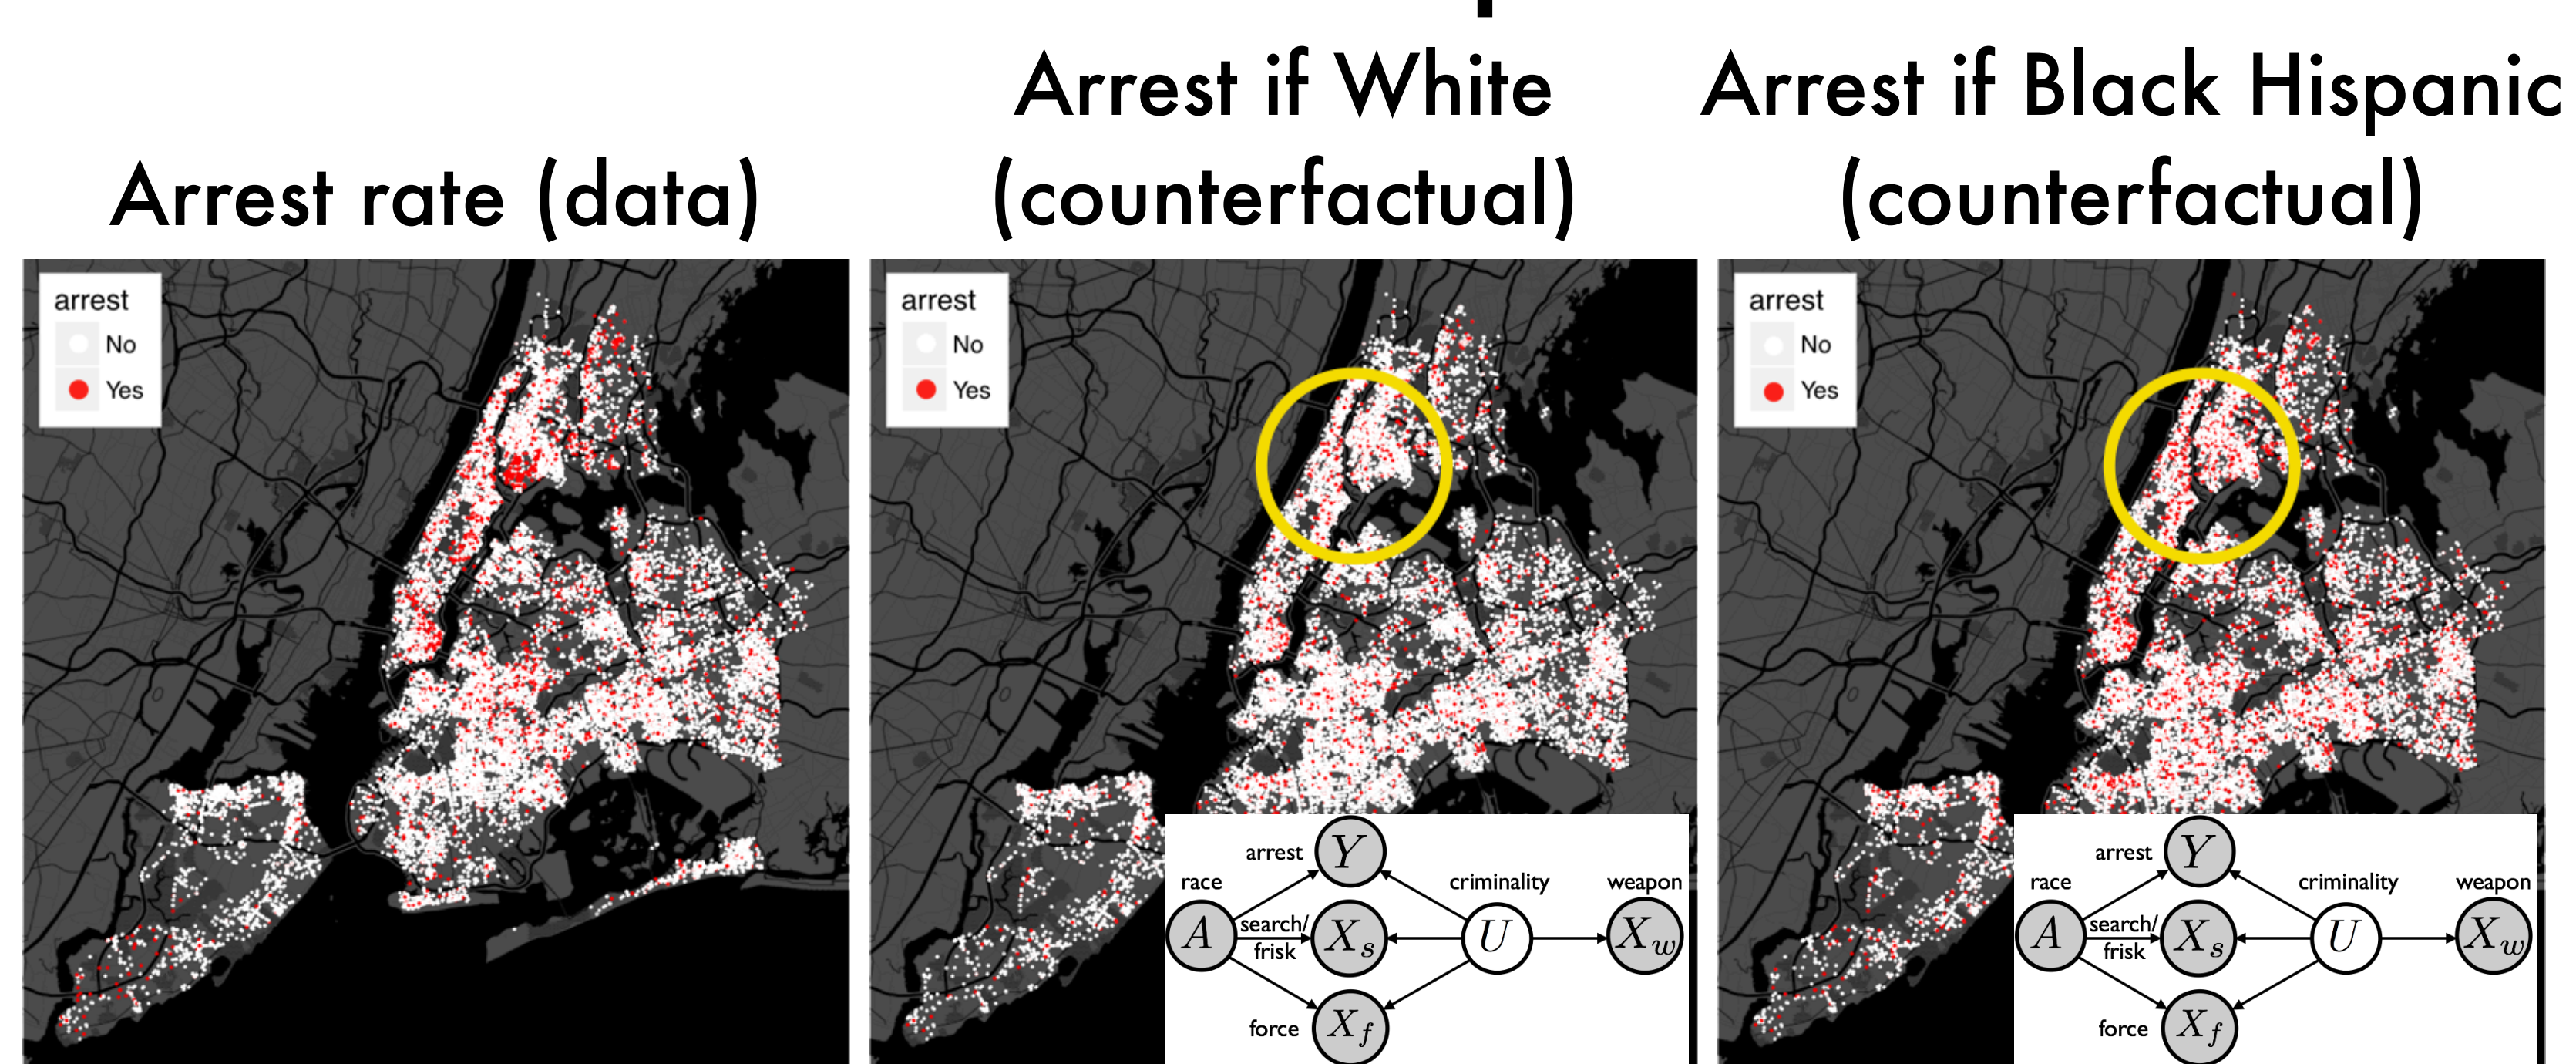 Arrest rate (data)
Arrest if White
(counterfactual)
Arrest if Black Hispanic
(counterfactual)
arrest
No
Yes
arrest
No
Yes
arrest
No
Yes
arrest
Y
race
criminality
weapon
A
search/
frisk
X_s
U
X_w
force
X_f
arrest
Y
race
criminality
weapon
A
search/
frisk
X_s
U
X_w
force
X_f